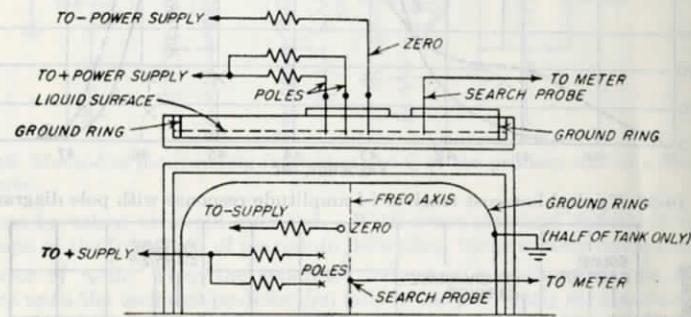 TO- POWER SUPPLY
ZERO
TO+ POWER SUPPLY
POLES
TO METER
SEARCH PROBE
LIQUID SURFACE
GROUND RING
GROUND RING
FREQ AXIS
GROUND RING
TO-SUPPLY
ZERO
(HALF OF TANK ONLY)
TO+SUPPLY
POLES
TO METER
SEARCH PROBE